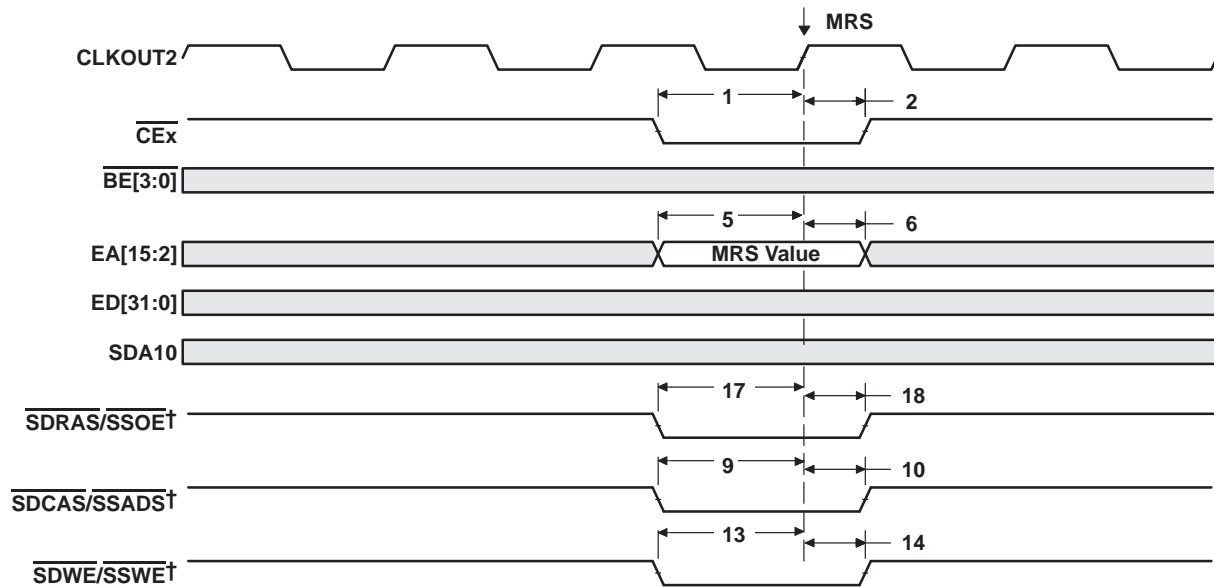 MRS
CLKOUT2
1 2
CEx
BE[3:0]
5 6
EA[15:2] MRS Value
ED[31:0]
SDA10
17 18
SDRAS/SSOE†
9 10
SDCAS/SSADS†
13 14
SDWE/SSWE†